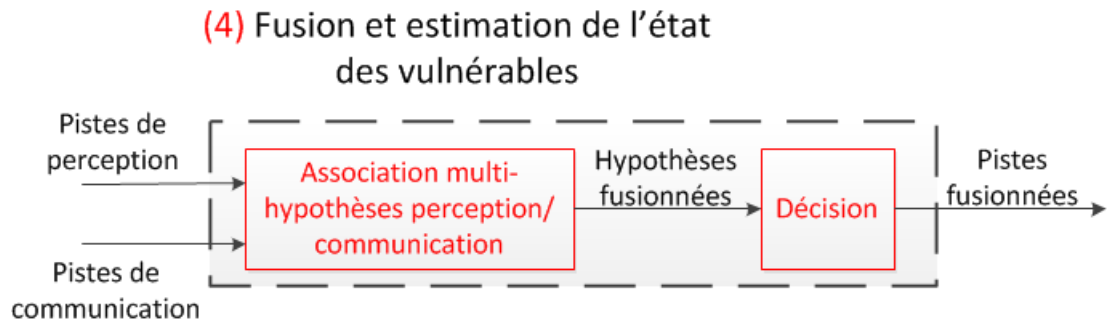 (4) Fusion et estimation de l'état
des vulnérables
Pistes de
perception
Association multi-
hypothèses perception/
communication
Hypothèses
fusionnées
Décision
Pistes
fusionnées
Pistes de
communication